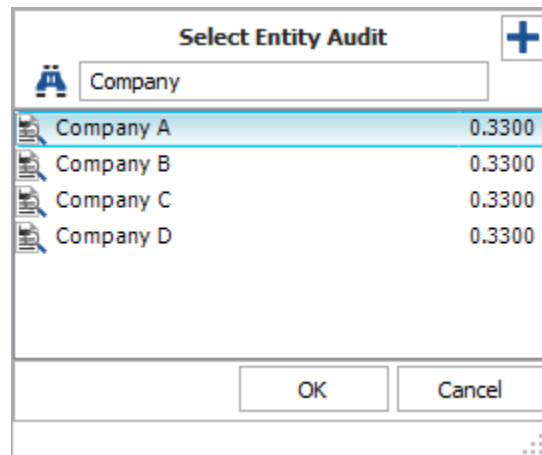 Select Entity Audit
Company
Company A 0.3300
Company B 0.3300
Company C 0.3300
Company D 0.3300
OK Cancel